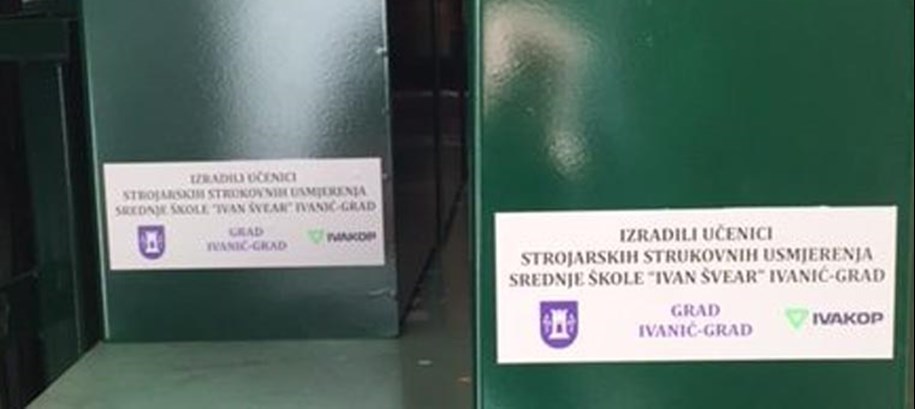 IZRADILI UČENICI
STROJARSKIH STRUKOVNIH USMJERENJA
SREDNJE ŠKOLE "IVAN ŠVEAR" IVANIĆ-GRAD
GRAD
IVANIĆ-GRAD
IVAKOP
IZRADILI UČENICI
STROJARSKIH STRUKOVNIH USMJERENJA
SREDNJE ŠKOLE "IVAN ŠVEAR" IVANIĆ-GRAD
GRAD
IVANIĆ-GRAD
IVAKOP